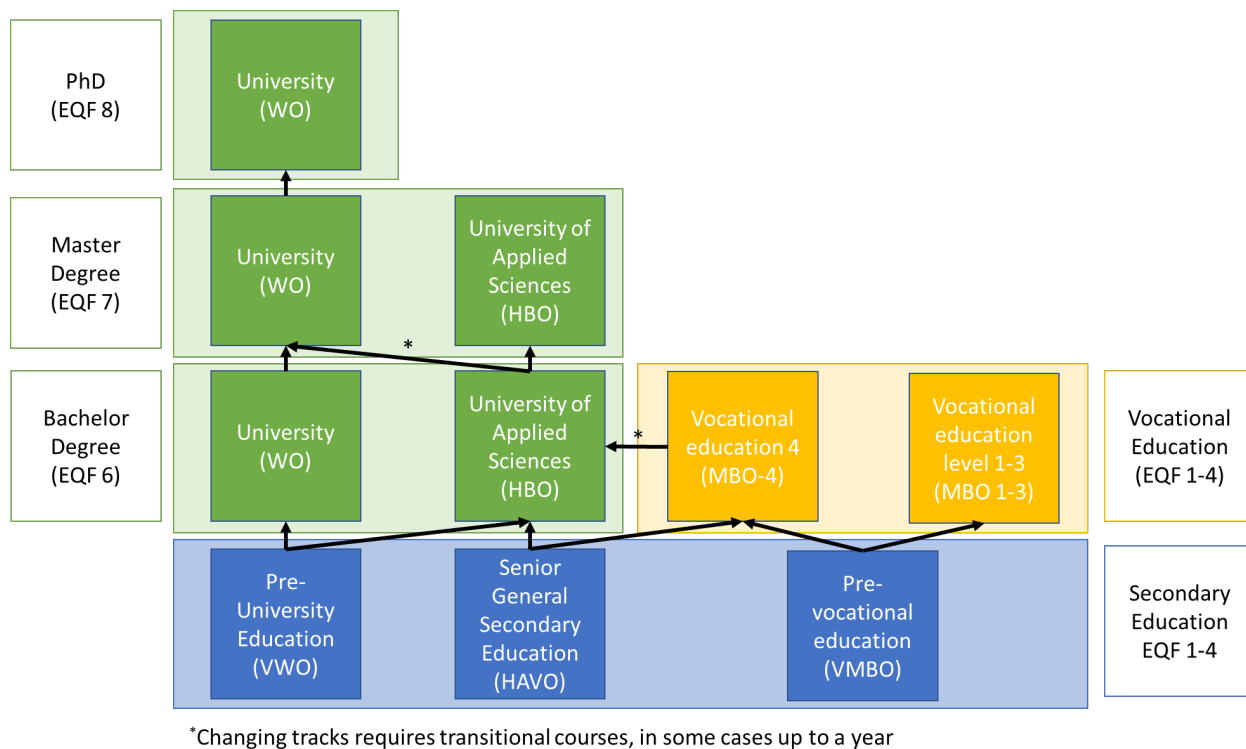 PhD
(EQF 8)
University
(WO)
Master
Degree
(EQF 7)
University
(WO)
University of
Applied
Sciences
(HBO)
*
Bachelor
Degree
(EQF 6)
University
(WO)
University of
Applied
Sciences
(HBO)
*
Vocational
education 4
(MBO-4)
Vocational
education
level 1-3
(MBO 1-3)
Vocational
Education
(EQF 1-4)
Pre-
University
Education
(VWO)
Senior
General
Secondary
Education
(HAVO)
Pre-
vocational
education
(VMBO)
Secondary
Education
EQF 1-4
*Changing tracks requires transitional courses, in some cases up to a year